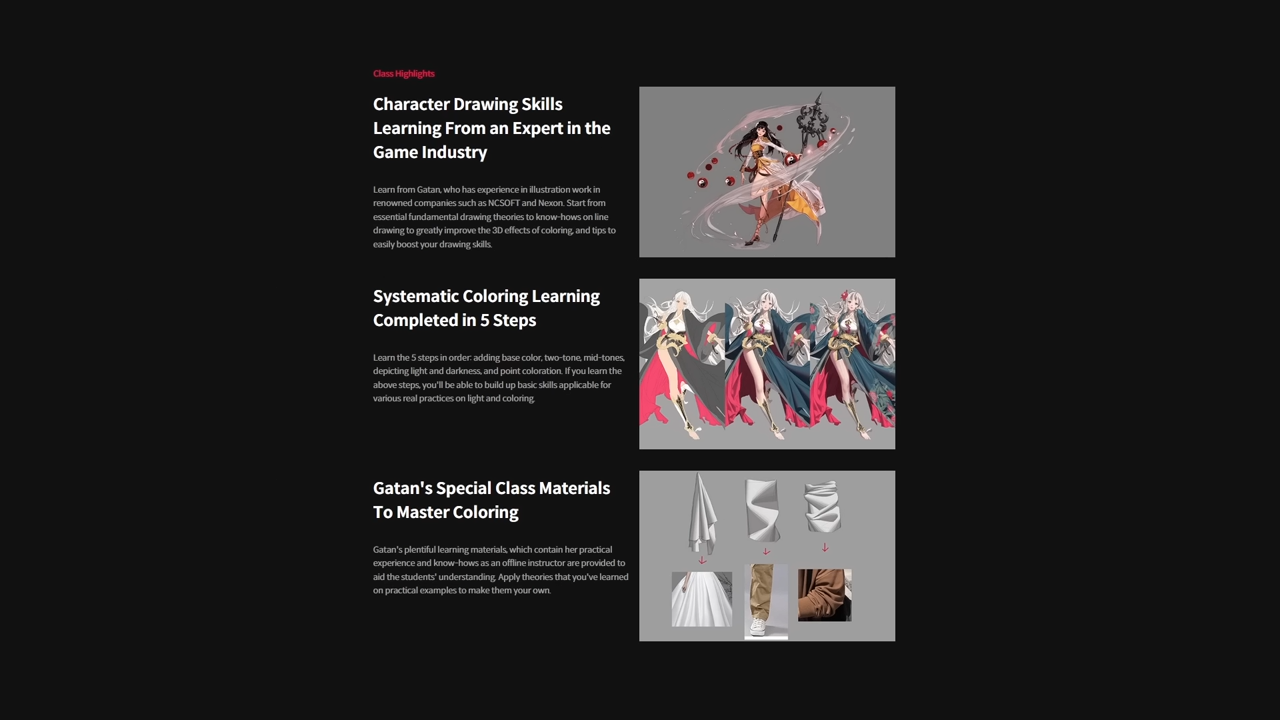 Class Highlights
Character Drawing Skills
Learning From an Expert in the
Game Industry
Learn from Gatan, who has experience in illustration work in
renowned companies such as NCSOFT and Nexon. Start from
essential fundamental drawing theories to know-hows on line
drawing to greatly improve the 3D effects of coloring, and tips to
easily boost your drawing skills.
Systematic Coloring Learning
Completed in 5 Steps
Learn the 5 steps in order: adding base color, two-tone, mid-tones,
depicting light and darkness, and point coloration. If you learn the
above steps, you'll be able to build up basic skills applicable for
various real practices on light and coloring.
Gatan's Special Class Materials
To Master Coloring
Gatan's plentiful learning materials, which contain her practical
experience and know-hows as an offline instructor are provided to
aid the students' understanding. Apply theories that you've learned
on practical examples to make them your own.